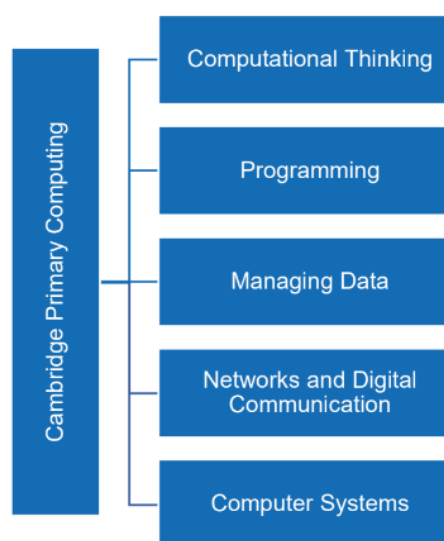 Cambridge Primary Computing
Computational Thinking
Programming
Managing Data
Networks and Digital
Communication
Computer Systems